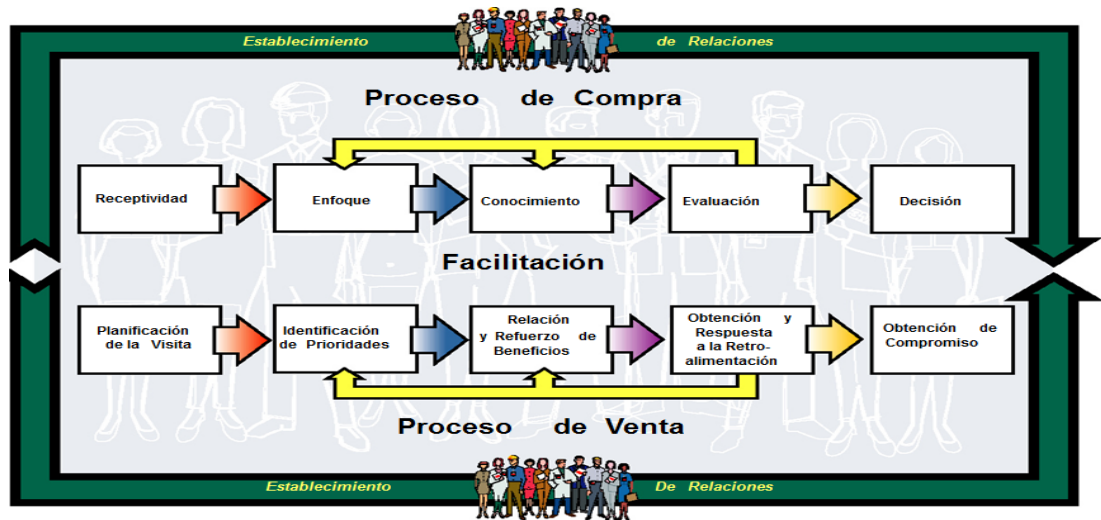 Establecimiento de Relaciones
Proceso de Compra
Receptividad
Enfoque
Conocimiento
Evaluación
Decisión
Facilitación
Planificación
de la Visita
Identificación
de Prioridades
Relación
y Refuerzo de
Beneficios
Obtención y
Respuesta
a la Retro-
alimentación
Obtención de
Compromiso
Proceso de Venta
Establecimiento De Relaciones